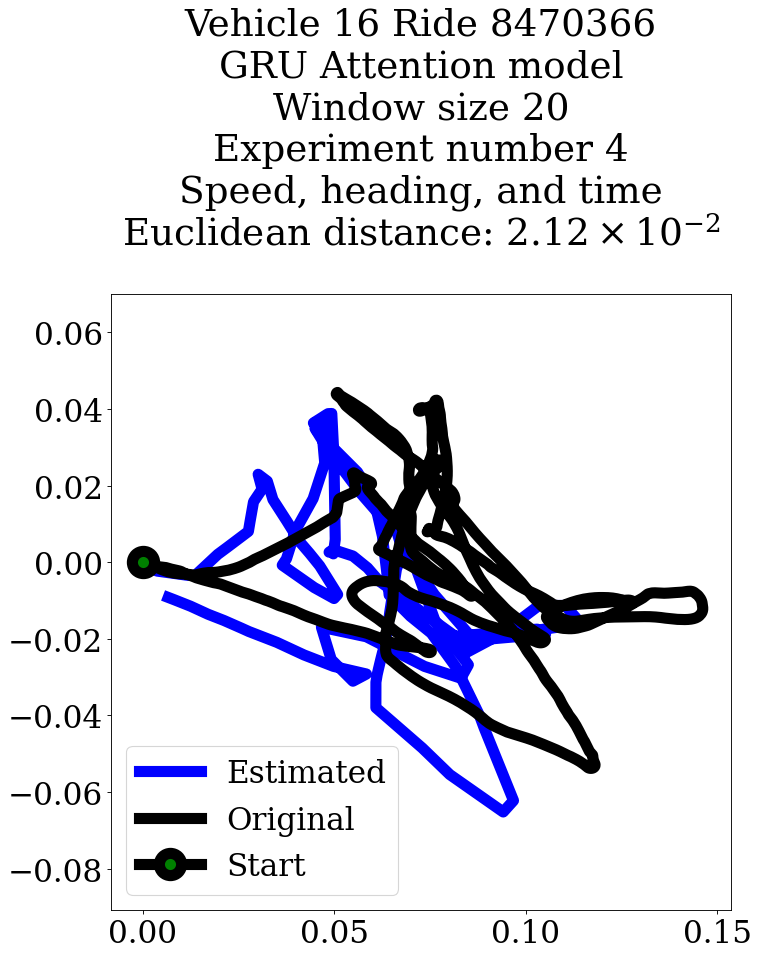 Vehicle 16 Ride 8470366
GRU Attention model
Window size 20
Experiment number 4
Speed, heading, and time
Euclidean distance: 2.12 × 10⁻²
0.06
0.04
0.02
0.00
−0.02
−0.04
−0.06
−0.08
Estimated
Original
Start
0.00 0.05 0.10 0.15